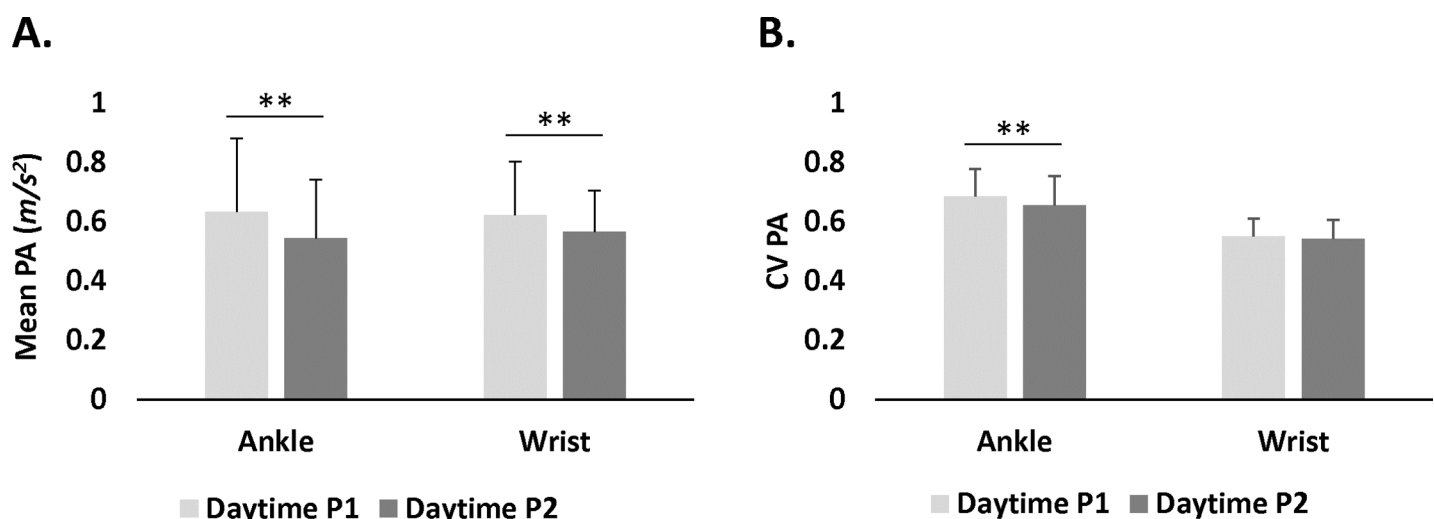 A.
Mean PA (m/s²)
1
0.8
0.6
0.4
0.2
0
**
**
Ankle
Wrist
Daytime P1
Daytime P2
B.
CV PA
1
0.8
0.6
0.4
0.2
0
**
Ankle
Wrist
Daytime P1
Daytime P2